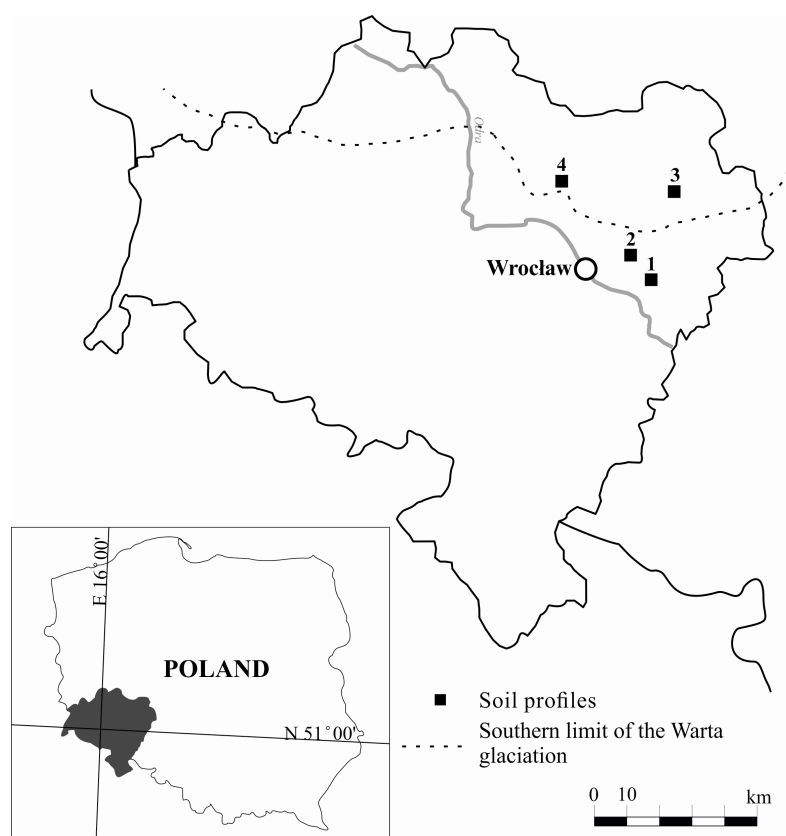 Odra
4
3
2
Wrocław
1
E 16°00'
POLAND
N 51°00'
Soil profiles
Southern limit of the Warta
glaciation
0 10 km